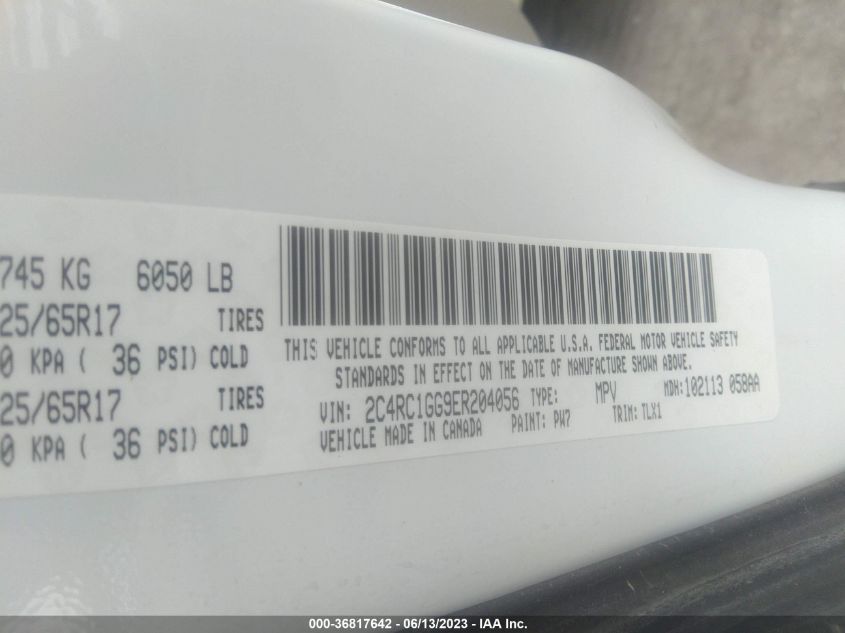 745 KG 6050 LB
25/65R17 TIRES
0 KPA ( 36 PSI) COLD
25/65R17 TIRES
0 KPA ( 36 PSI) COLD
THIS VEHICLE CONFORMS TO ALL APPLICABLE U.S.A. FEDERAL MOTOR VEHICLE SAFETY
STANDARDS IN EFFECT ON THE DATE OF MANUFACTURE SHOWN ABOVE.
VIN: 2C4RC1GG9ER204056 TYPE: MPV MDH: 102113 058AA
VEHICLE MADE IN CANADA PAINT: PW7 TRIM: TLX1
000-36817642 - 06/13/2023 - IAA Inc.